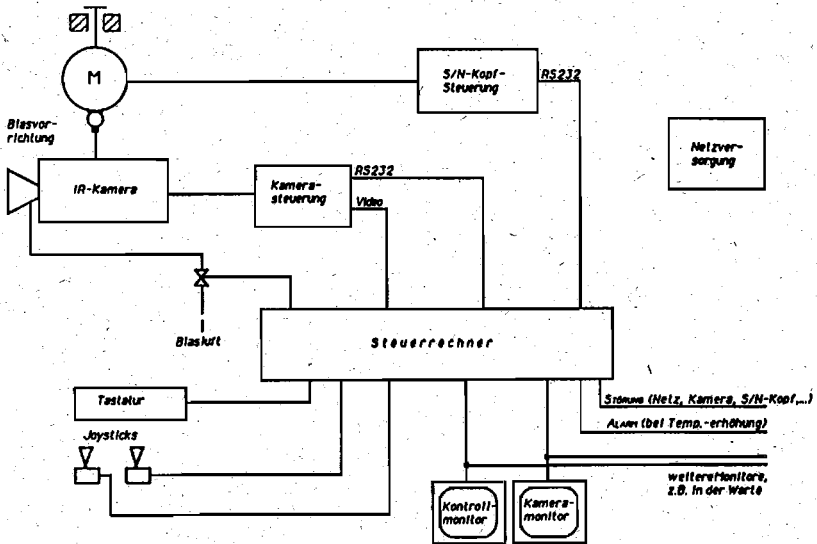 M
S/N-Kopf-
Steuerung
RS232
Blasvor-
richtung
Netzver-
sorgung
IR-Kamera
Kamera-
steuerung
RS232
Video
Blasluft
Steuerrechner
Tastatur
Störung (Netz, Kamera, S/N-Kopf,...)
Alarm (bei Temp.-erhöhung)
Joysticks
weitere Monitore,
z.B. in der Warte
Kontroll-
monitor
Kamera-
monitor